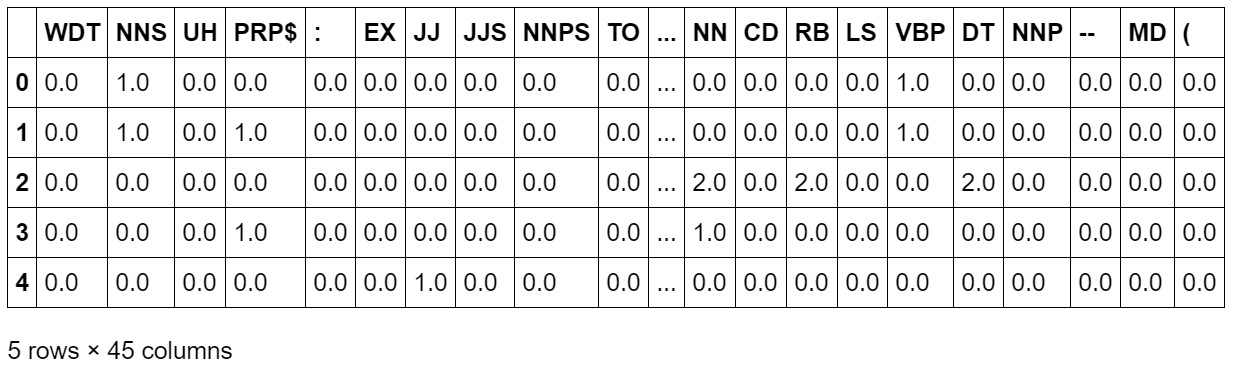 WDT NNS UH PRP$ : EX JJ JJS NNPS TO ... NN CD RB LS VBP DT NNP -- MD (
0 0.0 1.0 0.0 0.0 0.0 0.0 0.0 0.0 0.0 0.0 ... 0.0 0.0 0.0 0.0 1.0 0.0 0.0 0.0 0.0 0.0
1 0.0 1.0 0.0 1.0 0.0 0.0 0.0 0.0 0.0 0.0 ... 0.0 0.0 0.0 0.0 1.0 0.0 0.0 0.0 0.0 0.0
2 0.0 0.0 0.0 0.0 0.0 0.0 0.0 0.0 0.0 0.0 ... 2.0 0.0 2.0 0.0 0.0 2.0 0.0 0.0 0.0 0.0
3 0.0 0.0 0.0 1.0 0.0 0.0 0.0 0.0 0.0 0.0 ... 1.0 0.0 0.0 0.0 0.0 0.0 0.0 0.0 0.0 0.0
4 0.0 0.0 0.0 0.0 0.0 0.0 1.0 0.0 0.0 0.0 ... 0.0 0.0 0.0 0.0 0.0 0.0 0.0 0.0 0.0 0.0
5 rows × 45 columns